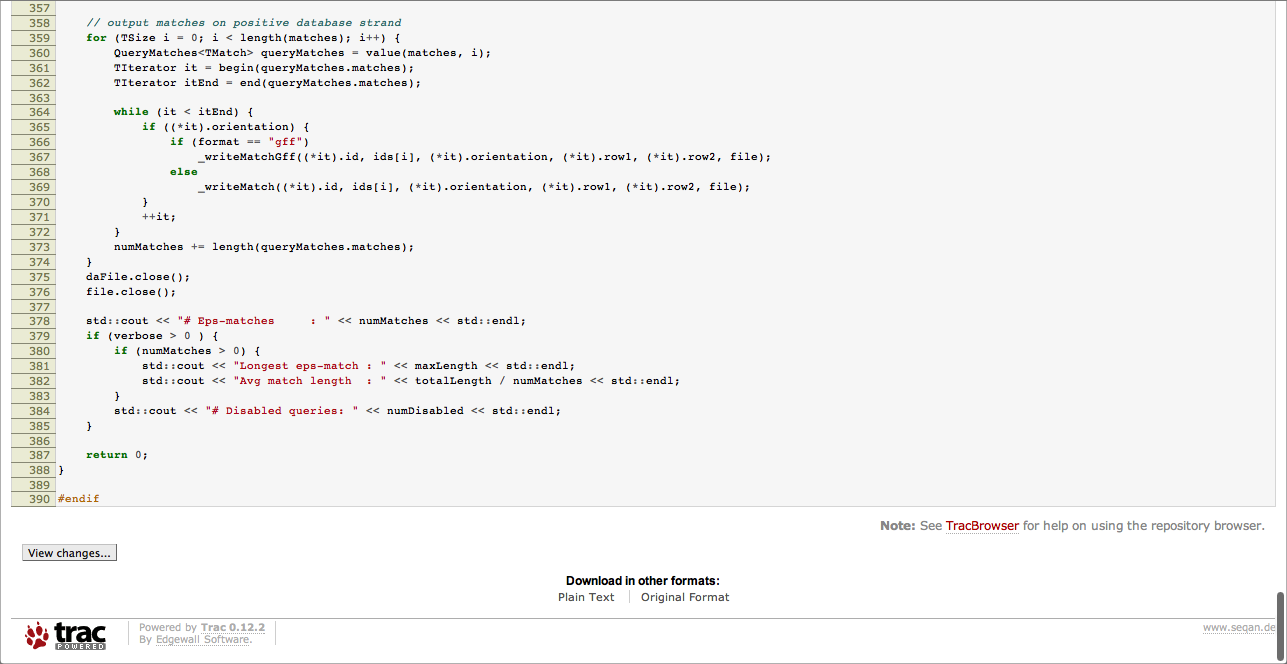 357
358     // output matches on positive database strand
359     for (TSize i = 0; i < length(matches); i++) {
360         QueryMatches<TMatch> queryMatches = value(matches, i);
361         TIterator it = begin(queryMatches.matches);
362         TIterator itEnd = end(queryMatches.matches);
363
364         while (it < itEnd) {
365             if ((*it).orientation) {
366                 if (format == "gff")
367                     _writeMatchGff((*it).id, ids[i], (*it).orientation, (*it).row1, (*it).row2, file);
368                 else
369                     _writeMatch((*it).id, ids[i], (*it).orientation, (*it).row1, (*it).row2, file);
370             }
371             ++it;
372         }
373         numMatches += length(queryMatches.matches);
374     }
375     daFile.close();
376     file.close();
377
378     std::cout << "# Eps-matches     : " << numMatches << std::endl;
379     if (verbose > 0 ) {
380         if (numMatches > 0) {
381             std::cout << "Longest eps-match : " << maxLength << std::endl;
382             std::cout << "Avg match length  : " << totalLength / numMatches << std::endl;
383         }
384         std::cout << "# Disabled queries: " << numDisabled << std::endl;
385     }
386
387     return 0;
388 }
389
390 #endif
Note: See TracBrowser for help on using the repository browser.
View changes...
Download in other formats:
Plain Text | Original Format
trac POWERED
Powered by Trac 0.12.2
By Edgewall Software.
www.seqan.de